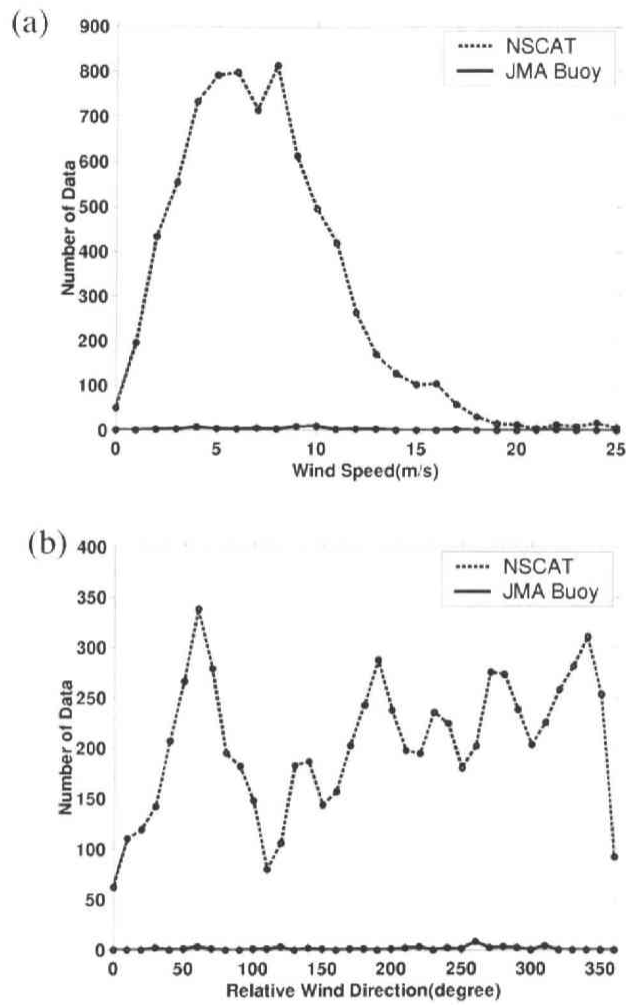 (a)
900
800
700
600
500
400
300
200
100
0
Number of Data
NSCAT
JMA Buoy
0 5 10 15 20 25
Wind Speed(m/s)
(b)
400
350
300
250
200
150
100
50
0
Number of Data
NSCAT
JMA Buoy
0 50 100 150 200 250 300 350
Relative Wind Direction(degree)